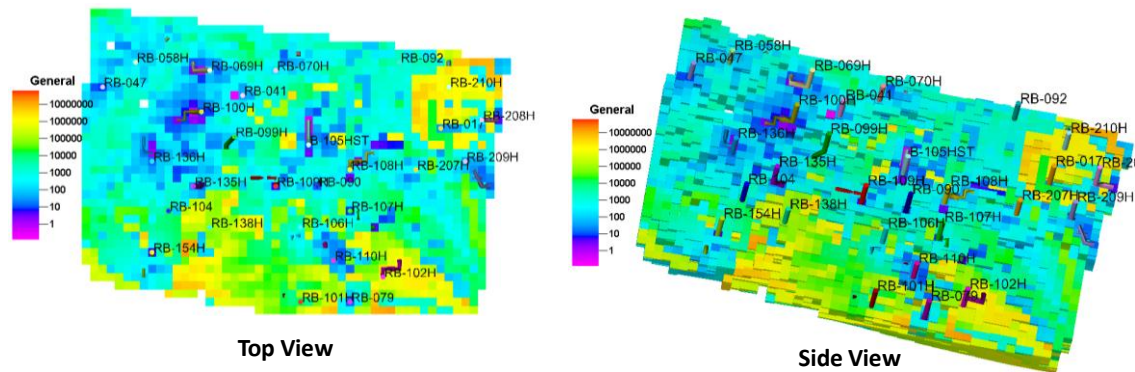 RB-058H
RB-092
RB-069H
RB-070H
General
RB-047
RB-210H
RB-041
10000000
1000000
100000
10000
1000
100
10
1
RB-100H
RB-208H
RB-01
RB-099H
B-105HST
RB-136H
RB-108H
RB-207H
RB-209H
RB-135H
RB-109H
RB-090
RB-104
RB-107H
RB-138H
RB-106H
RB-154H
RB-110H
RB-102H
RB-101H
RB-079
Top View
RB-058H
RB-047
RB-069H
RB-070H
RB-041
RB-100H
RB-092
General
10000000
1000000
100000
10000
1000
100
10
1
RB-136H
RB-099H
RB-210H
B-105HST
RB-135H
RB-017
RB-104
RB-109H
RB-108H
RB-090
RB-207H
RB-209H
RB-138H
RB-154H
RB-106H
RB-107H
RB-110H
RB-101H
RB-102H
RB-079
Side View